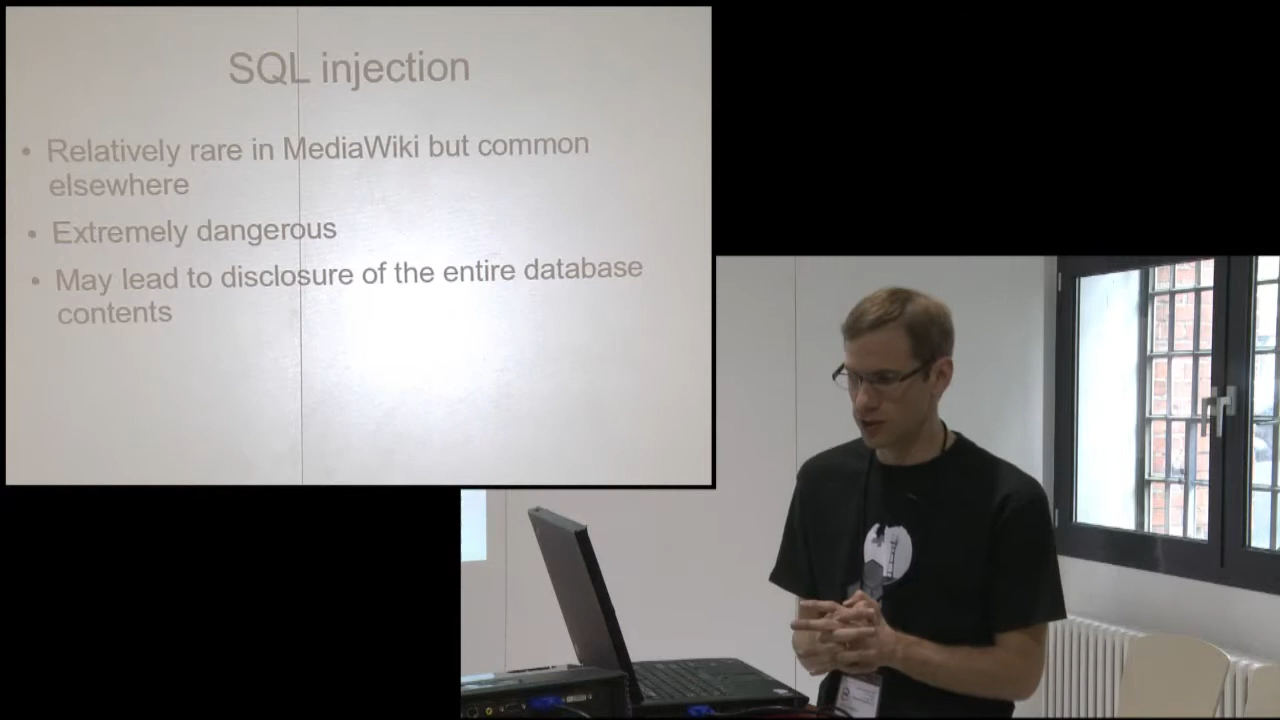 SQL injection
• Relatively rare in MediaWiki but common
elsewhere
• Extremely dangerous
• May lead to disclosure of the entire database
contents